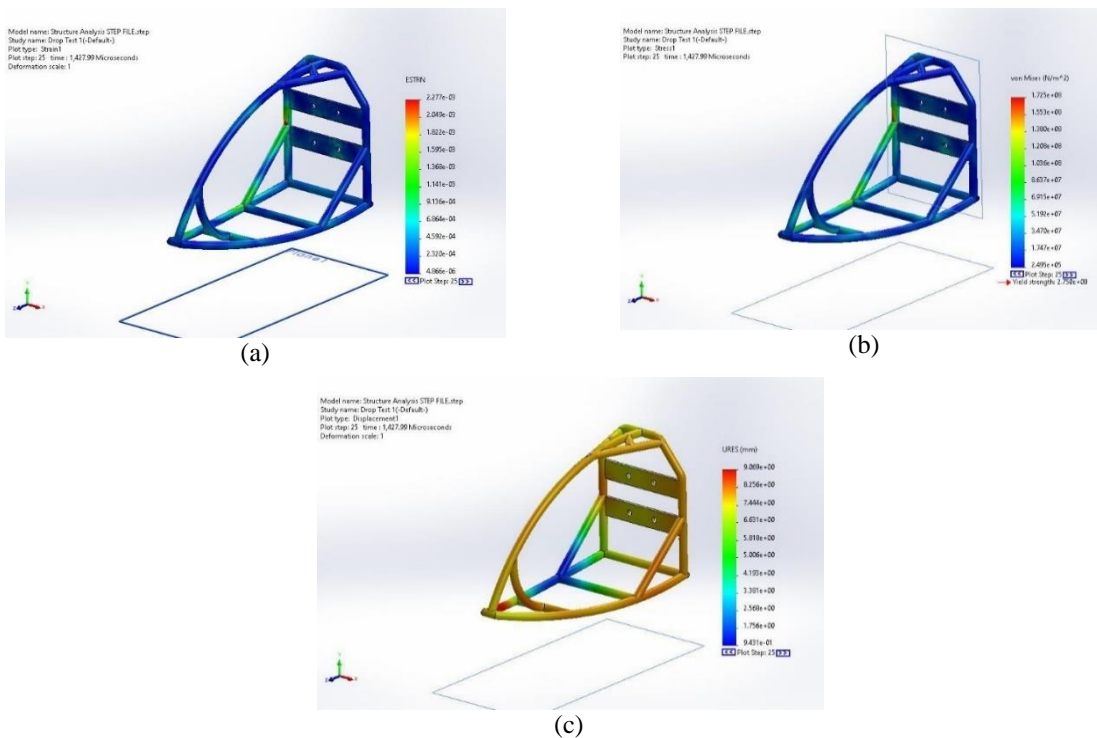 Model name: Structure Analysis STEP FILE.step
Study name: Drop Test 1(-Default-)
Plot type: Strain1
Plot step: 25 time : 1,427.99 Microseconds
Deformation scale: 1
ESTRN
2.277e-03
2.049e-03
1.822e-03
1.595e-03
1.368e-03
1.141e-03
9.136e-04
6.864e-04
4.592e-04
2.320e-04
4.866e-06
<< Plot Step: 25 >>
Plane1
Y
Z
X
(a)
Model name: Structure Analysis STEP FILE.step
Study name: Drop Test 1(-Default-)
Plot type: Stress1
Plot step: 25 time : 1,427.99 Microseconds
Deformation scale: 1
von Mises (N/m^2)
1.725e+08
1.553e+08
1.380e+08
1.208e+08
1.036e+08
8.637e+07
6.915e+07
5.192e+07
3.470e+07
1.747e+07
2.495e+05
<< Plot Step: 25 >>
Yield strength: 2.750e+08
Y
Z
X
(b)
Model name: Structure Analysis STEP FILE.step
Study name: Drop Test 1(-Default-)
Plot type: Displacement1
Plot step: 25 time : 1,427.99 Microseconds
Deformation scale: 1
URES (mm)
9.069e+00
8.256e+00
7.444e+00
6.631e+00
5.818e+00
5.006e+00
4.193e+00
3.381e+00
2.568e+00
1.756e+00
9.431e-01
<< Plot Step: 25 >>
Y
Z
X
(c)